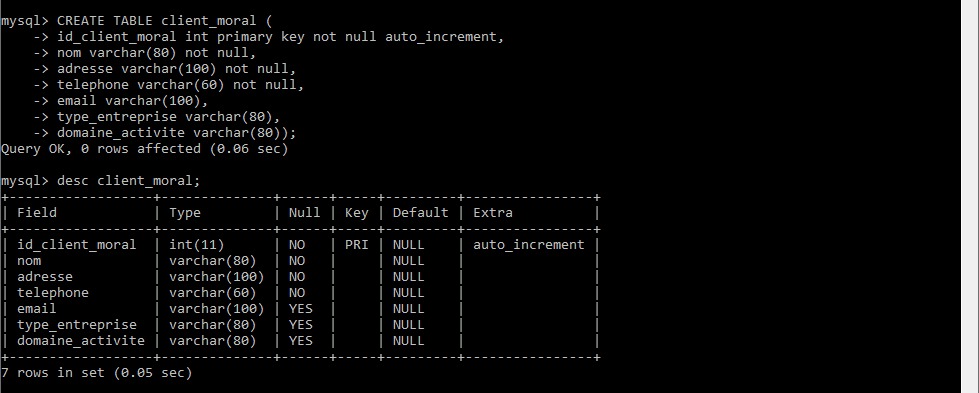 mysql> CREATE TABLE client_moral (
    -> id_client_moral int primary key not null auto_increment,
    -> nom varchar(80) not null,
    -> adresse varchar(100) not null,
    -> telephone varchar(60) not null,
    -> email varchar(100),
    -> type_entreprise varchar(80),
    -> domaine_activite varchar(80));
Query OK, 0 rows affected (0.06 sec)

mysql> desc client_moral;
+------------------+--------------+------+-----+---------+----------------+
| Field            | Type         | Null | Key | Default | Extra          |
+------------------+--------------+------+-----+---------+----------------+
| id_client_moral  | int(11)      | NO   | PRI | NULL    | auto_increment |
| nom              | varchar(80)  | NO   |     | NULL    |                |
| adresse          | varchar(100) | NO   |     | NULL    |                |
| telephone        | varchar(60)  | NO   |     | NULL    |                |
| email            | varchar(100) | YES  |     | NULL    |                |
| type_entreprise  | varchar(80)  | YES  |     | NULL    |                |
| domaine_activite | varchar(80)  | YES  |     | NULL    |                |
+------------------+--------------+------+-----+---------+----------------+
7 rows in set (0.05 sec)